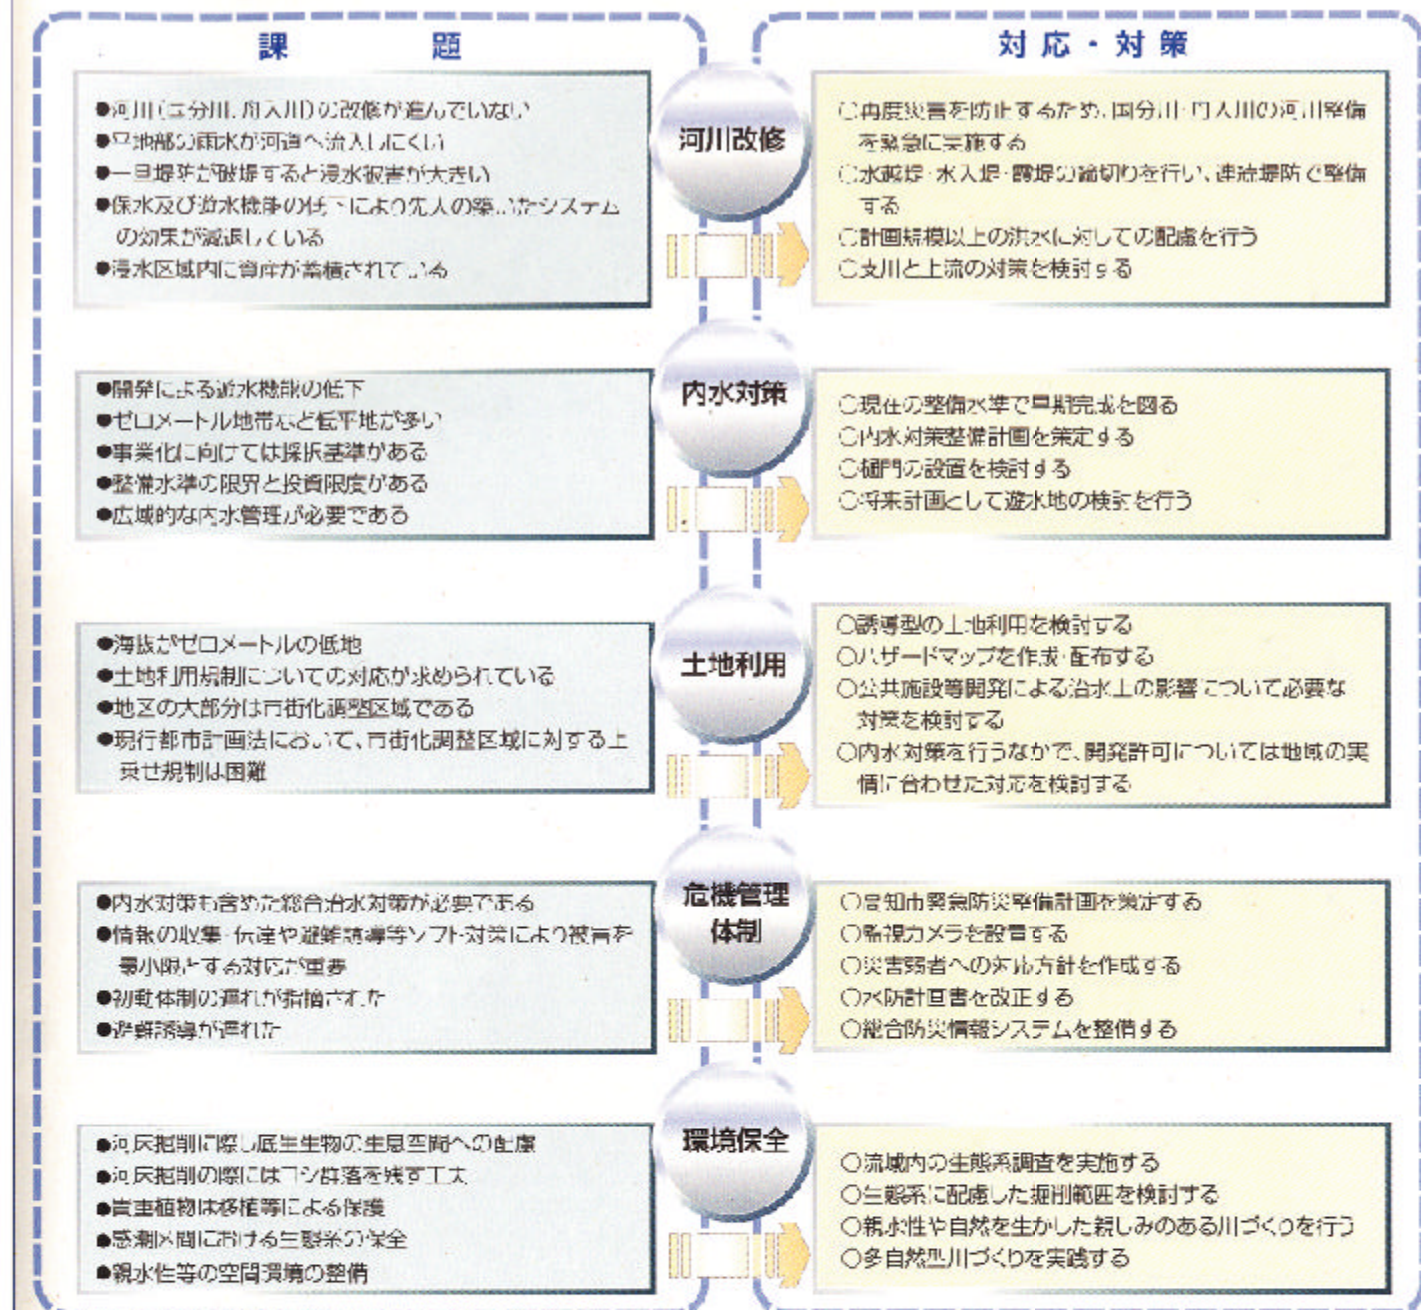 課題
対応・対策
●河川(国分川、舟入川)の改修が進んでいない
●平地部の雨水が河道へ流入しにくい
●一旦堤防が破堤すると浸水被害が大きい
●保水及び遊水機能の低下により先人の築いたシステム
の効果が減退している
●浸水区域内に資産が蓄積されている
河川改修
○再度災害を防止するため、国分川・舟入川の河川整備
を緊急に実施する
○水越堤・水入堤・霞堤の締切りを行い、連続堤防で整備
する
○計画規模以上の洪水に対しての配慮を行う
○支川と上流の対策を検討する
●開発による遊水機能の低下
●ゼロメートル地帯など低平地が多い
●事業化に向けては採択基準がある
●整備水準の限界と投資限度がある
●広域的な内水管理が必要である
内水対策
○現在の整備水準で早期完成を図る
○内水対策整備計画を策定する
○樋門の設置を検討する
○将来計画として遊水地の検討を行う
●海抜がゼロメートルの低地
●土地利用規制についての対応が求められている
●地区の大部分は市街化調整区域である
●現行都市計画法において、市街化調整区域に対する上
乗せ規制は困難
土地利用
○誘導型の土地利用を検討する
○ハザードマップを作成・配布する
○公共施設等開発による治水上の影響について必要な
対策を検討する
○内水対策を行うなかで、開発許可については地域の実
情に合わせた対応を検討する
●内水対策も含めた総合治水対策が必要である
●情報の収集・伝達や避難誘導等ソフト対策により被害を
最小限とする対応が重要
●初動体制の遅れが指摘された
●避難誘導が遅れた
危機管理
体制
○高知市緊急防災整備計画を策定する
○監視カメラを設置する
○災害弱者への対応方針を作成する
○水防計画書を改正する
○総合防災情報システムを整備する
●河床掘削に際し底生生物の生息空間への配慮
●河床掘削の際にはヨシ群落を残す工夫
●貴重植物は移植等による保護
●感潮区間における生態系の保全
●親水性等の空間環境の整備
環境保全
○流域内の生態系調査を実施する
○生態系に配慮した掘削範囲を検討する
○親水性や自然を生かした親しみのある川づくりを行う
○多自然型川づくりを実践する